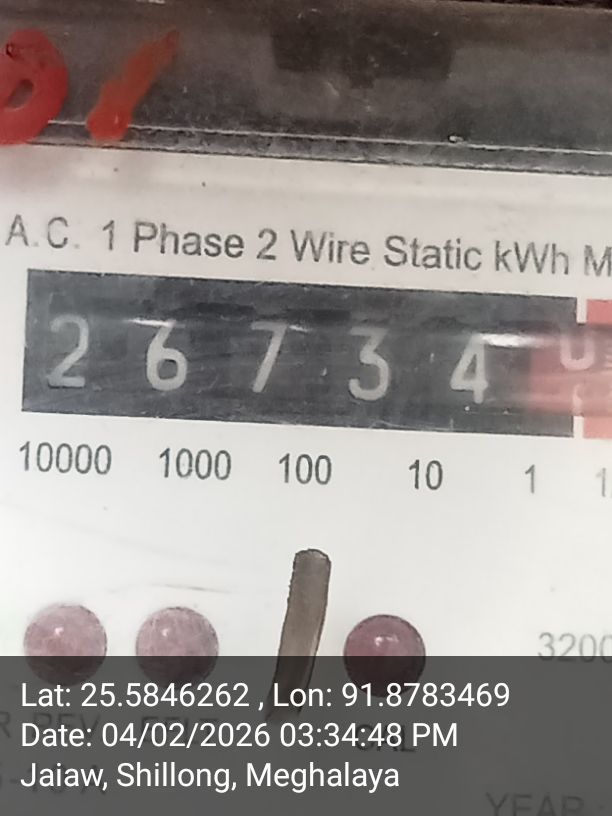 A.C. 1 Phase 2 Wire Static kWh M
2 6 7 3 4
10000 1000 100 10 1
3200
Lat: 25.5846262 , Lon: 91.8783469
Date: 04/02/2026 03:34:48 PM
Jaiaw, Shillong, Meghalaya
YEAR